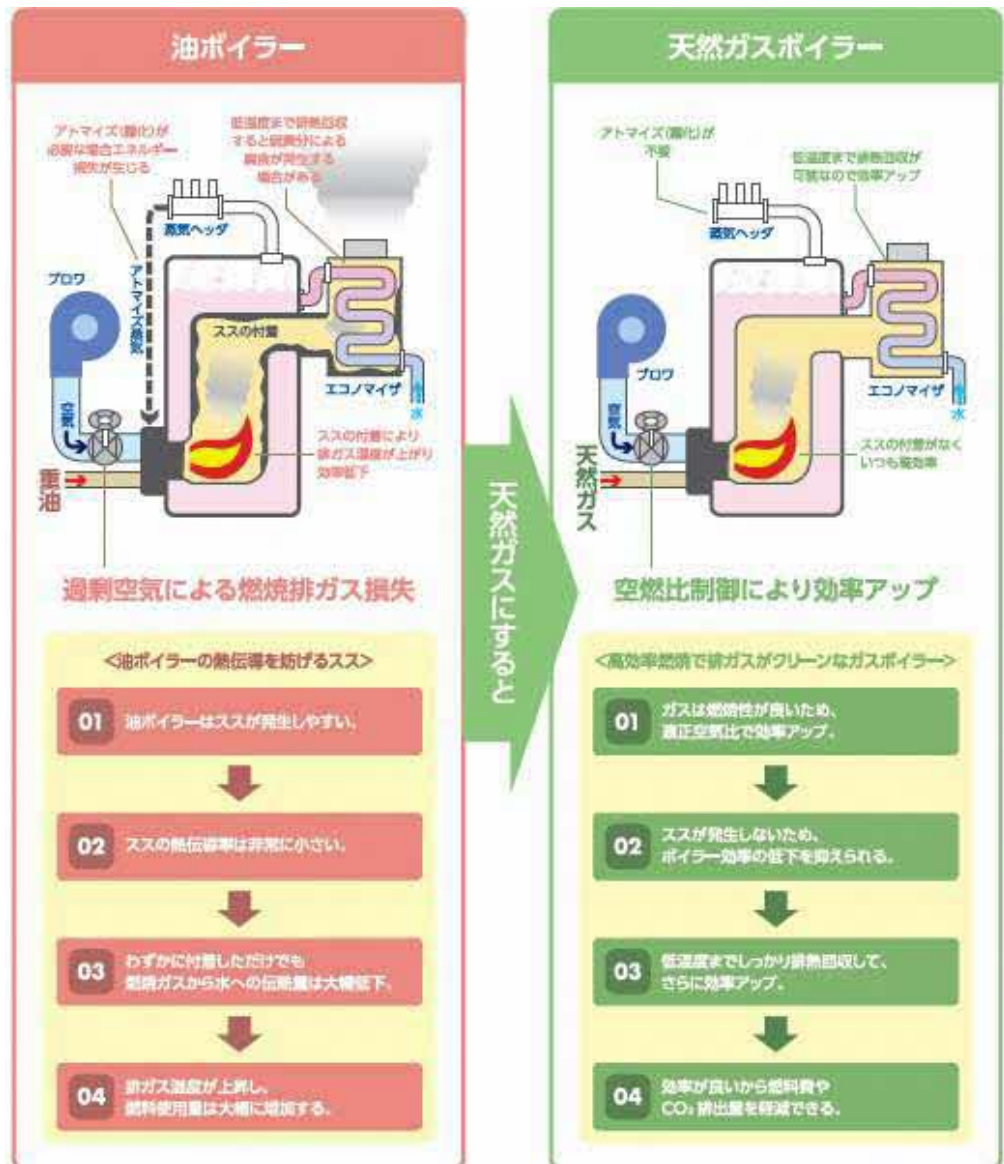 油ボイラー
アトマイズ(霧化)が
必要な場合エネルギー
損失が生じる
低温度まで排熱回収
すると硫黄分による
腐食が発生する
場合がある
蒸気ヘッダ
ブロワ
アトマイズ蒸気
ススの付着
エコノマイザ
水
空気
重油
ススの付着により
排ガス温度が上がり
効率低下
過剰空気による燃焼排ガス損失
<油ボイラーの熱伝導を妨げるスス>
01 油ボイラーはススが発生しやすい。
02 ススの熱伝導率は非常に小さい。
03 わずかに付着しただけでも
燃焼ガスから水への伝熱量は大幅低下。
04 排ガス温度が上昇し、
燃料使用量は大幅に増加する。
天然ガスにすると
天然ガスボイラー
アトマイズ(霧化)が
不要
低温度まで排熱回収が
可能なので効率アップ
蒸気ヘッダ
ブロワ
エコノマイザ
水
空気
天然ガス
ススの付着がなく
いつも高効率
空燃比制御により効率アップ
<高効率燃焼で排ガスがクリーンなガスボイラー>
01 ガスは燃焼性が良いため、
適正空気比で効率アップ。
02 ススが発生しないため、
ボイラー効率の低下を抑えられる。
03 低温度までしっかり排熱回収して、
さらに効率アップ。
04 効率が良いから燃料費や
CO₂排出量を軽減できる。